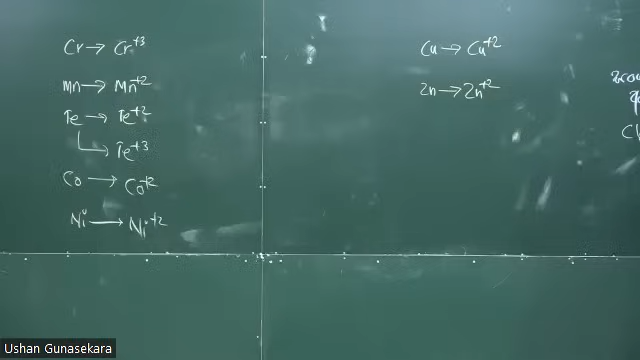 Cr → Cr+3
Mn → Mn+2
Fe → Fe+2
→ Fe+3
Co → Co+2
Ni → Ni+2
Cu → Cu+2
Zn → Zn+2
Ushan Gunasekara